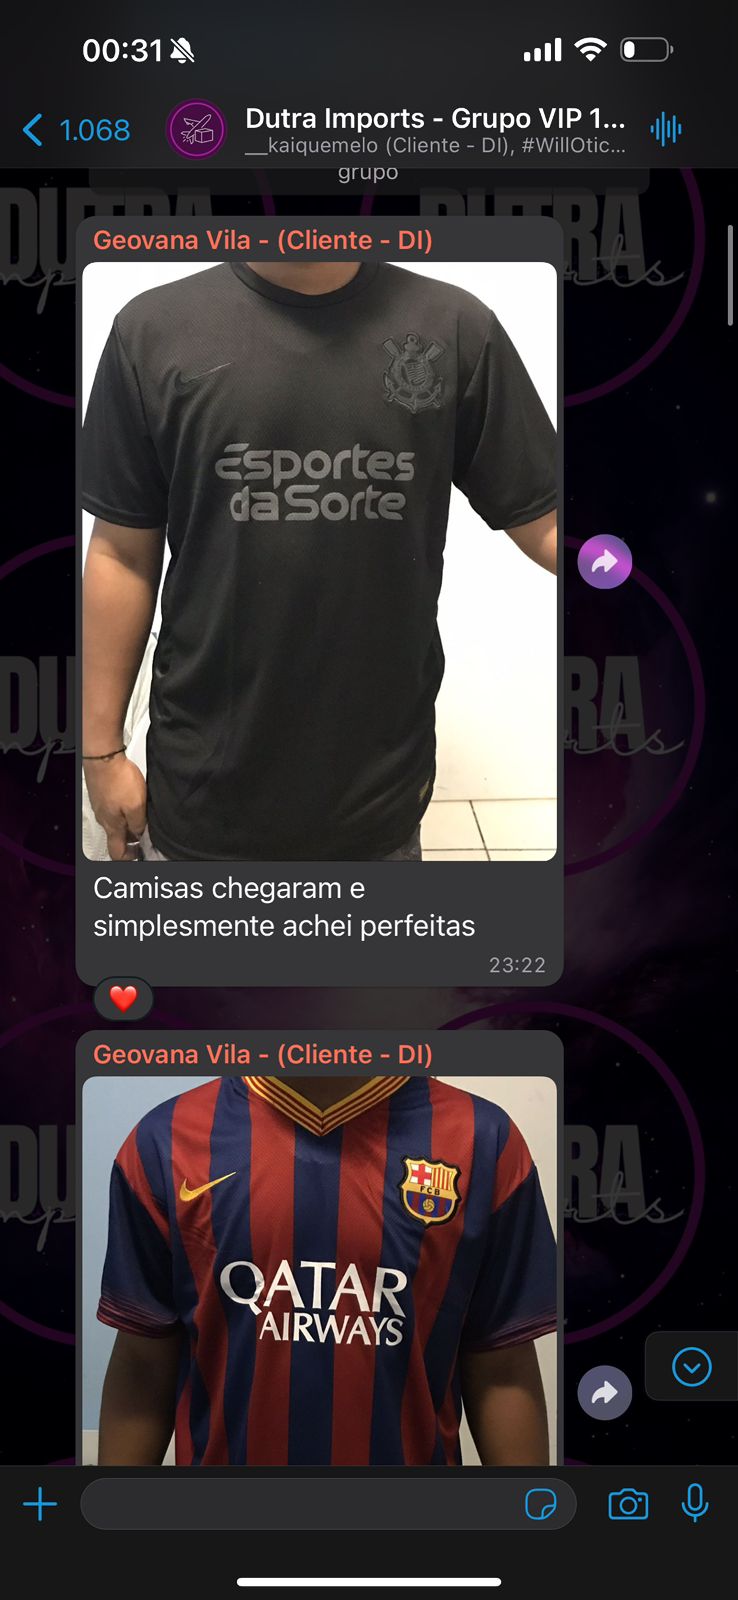 00:31
1.068
Dutra Imports - Grupo VIP 1...
__kaiquemelo (Cliente - DI), #WillOtic...
grupo
Geovana Vila - (Cliente - DI)
Esportes
da Sorte
Camisas chegaram e
simplesmente achei perfeitas
23:22
Geovana Vila - (Cliente - DI)
FCB
QATAR
AIRWAYS